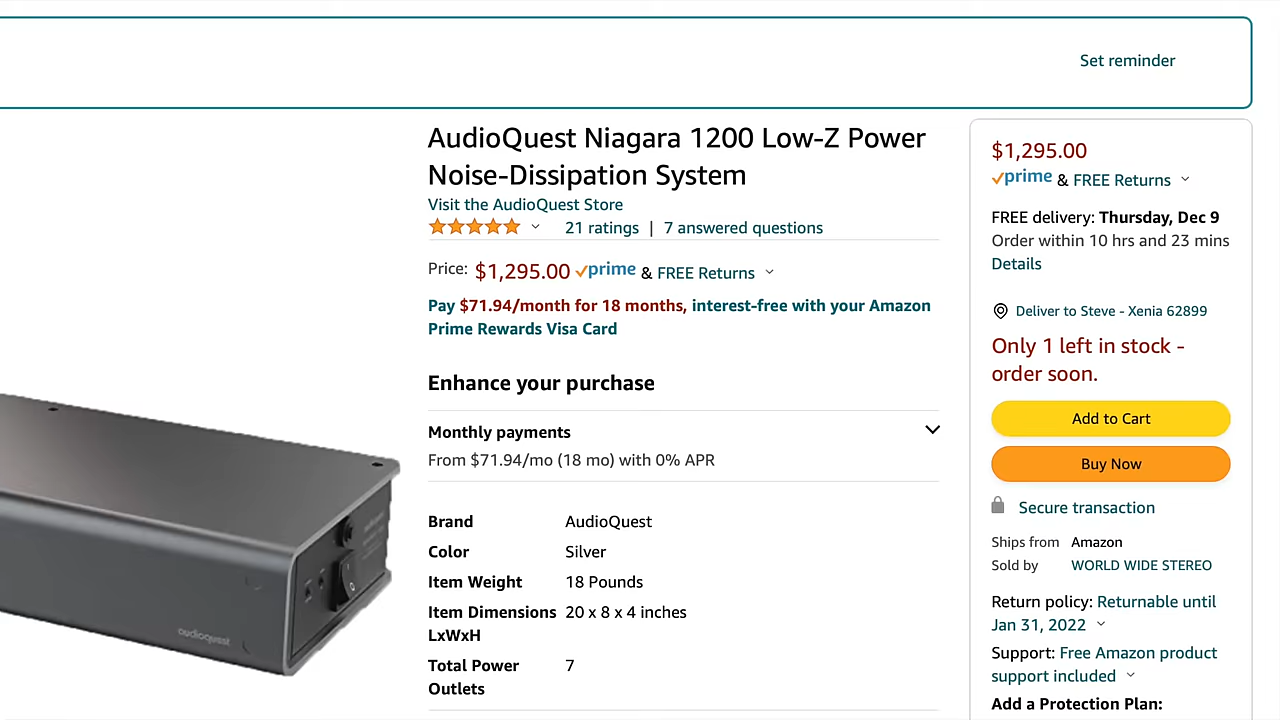 Set reminder
AudioQuest Niagara 1200 Low-Z Power
Noise-Dissipation System
Visit the AudioQuest Store
21 ratings | 7 answered questions
Price: $1,295.00 prime & FREE Returns
Pay $71.94/month for 18 months, interest-free with your Amazon
Prime Rewards Visa Card
Enhance your purchase
Monthly payments
From $71.94/mo (18 mo) with 0% APR
Brand AudioQuest
Color Silver
Item Weight 18 Pounds
Item Dimensions 20 x 8 x 4 inches
LxWxH
Total Power 7
Outlets
audioquest
$1,295.00
prime & FREE Returns
FREE delivery: Thursday, Dec 9
Order within 10 hrs and 23 mins
Details
Deliver to Steve - Xenia 62899
Only 1 left in stock -
order soon.
Add to Cart
Buy Now
Secure transaction
Ships from Amazon
Sold by WORLD WIDE STEREO
Return policy: Returnable until
Jan 31, 2022
Support: Free Amazon product
support included
Add a Protection Plan: